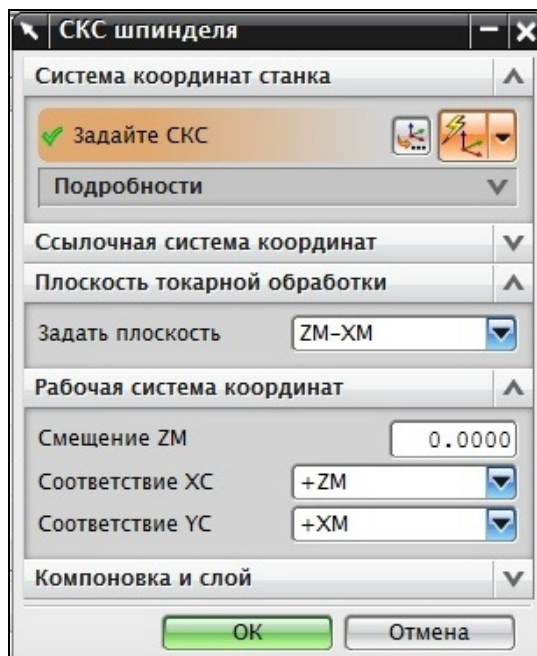 СКС шпинделя
Система координат станка
Задайте СКС
Подробности
Ссылочная система координат
Плоскость токарной обработки
Задать плоскость ZM-XM
Рабочая система координат
Смещение ZM 0.0000
Соответствие XC +ZM
Соответствие YC +XM
Компоновка и слой
ОК Отмена